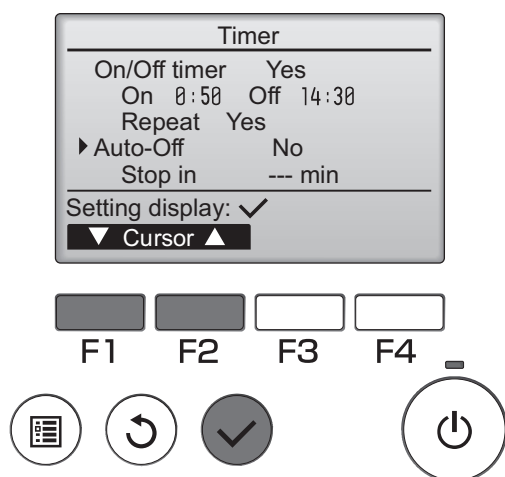 Timer
On/Off timer Yes
On 0:50 Off 14:30
Repeat Yes
Auto-Off No
Stop in --- min
Setting display: ✓
▼ Cursor ▲
F1 F2 F3 F4